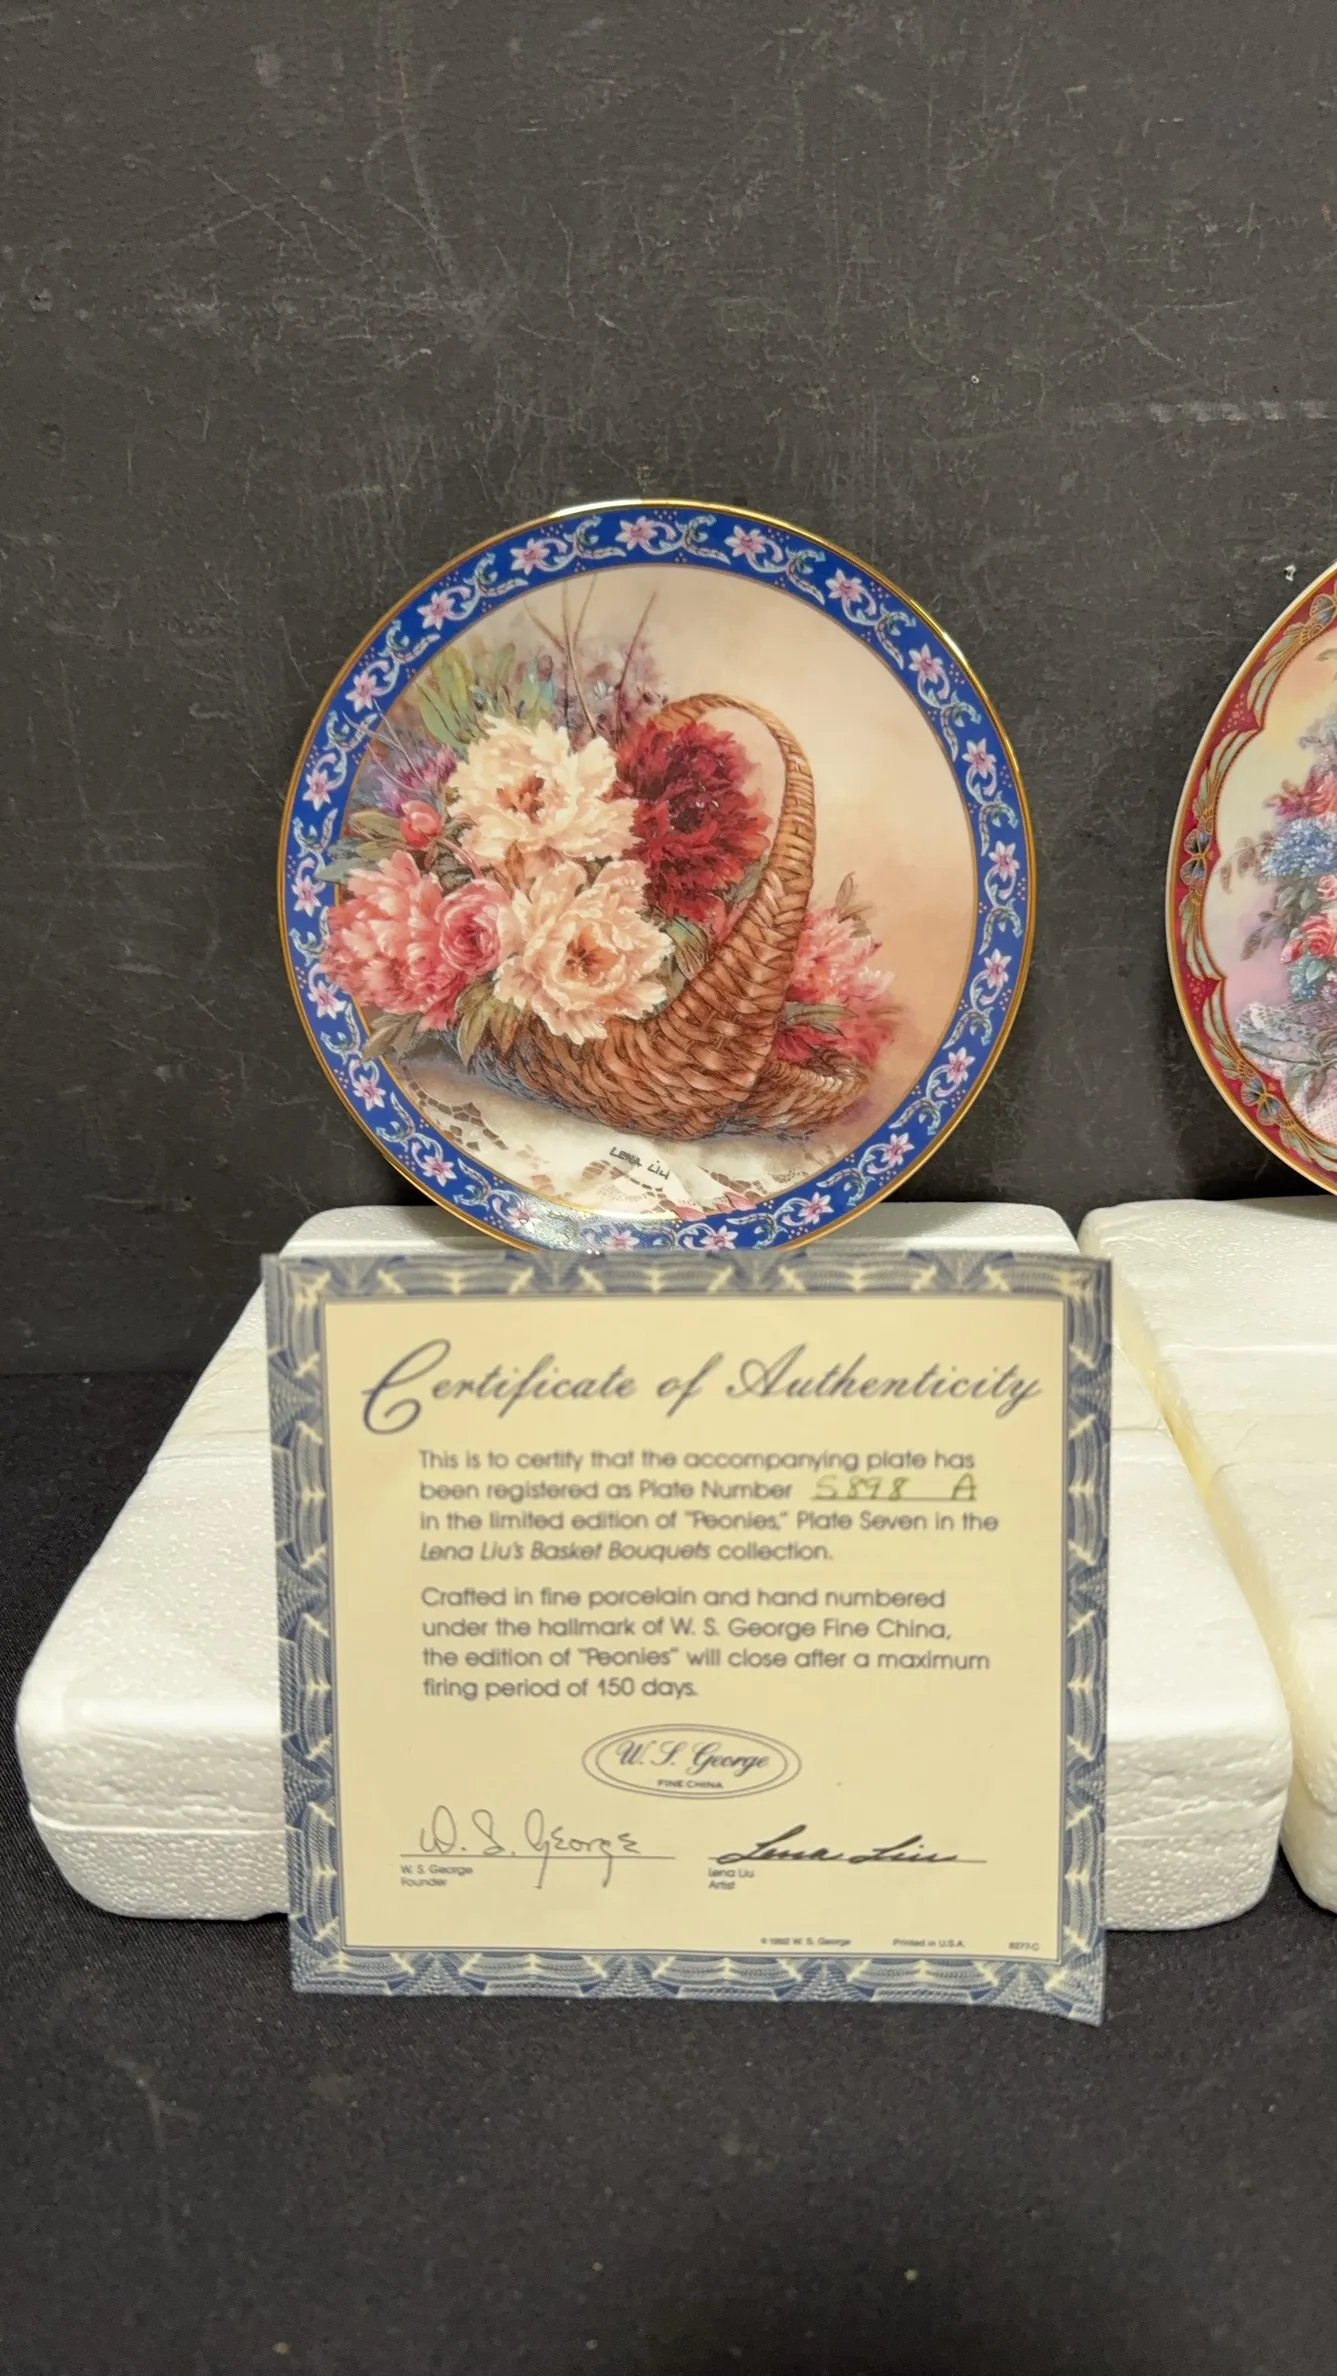 LENA LIU
Certificate of Authenticity
This is to certify that the accompanying plate has
been registered as Plate Number 5898 A
in the limited edition of "Peonies," Plate Seven in the
Lena Liu's Basket Bouquets collection.
Crafted in fine porcelain and hand numbered
under the hallmark of W. S. George Fine China,
the edition of "Peonies" will close after a maximum
firing period of 150 days.
W. S. George
FINE CHINA
W. S. George
Lena Liu
W. S. George
Founder
Lena Liu
Artist
© 1992 W. S. George Printed in U.S.A. 8277-C